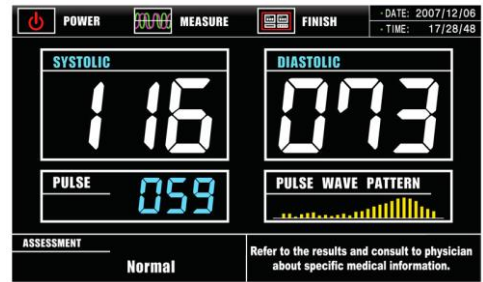 POWER MEASURE FINISH
-DATE: 2007/12/06
-TIME: 17/28/48
SYSTOLIC
116
DIASTOLIC
073
PULSE
059
PULSE WAVE PATTERN
ASSESSMENT
Normal
Refer to the results and consult to physician
about specific medical information.